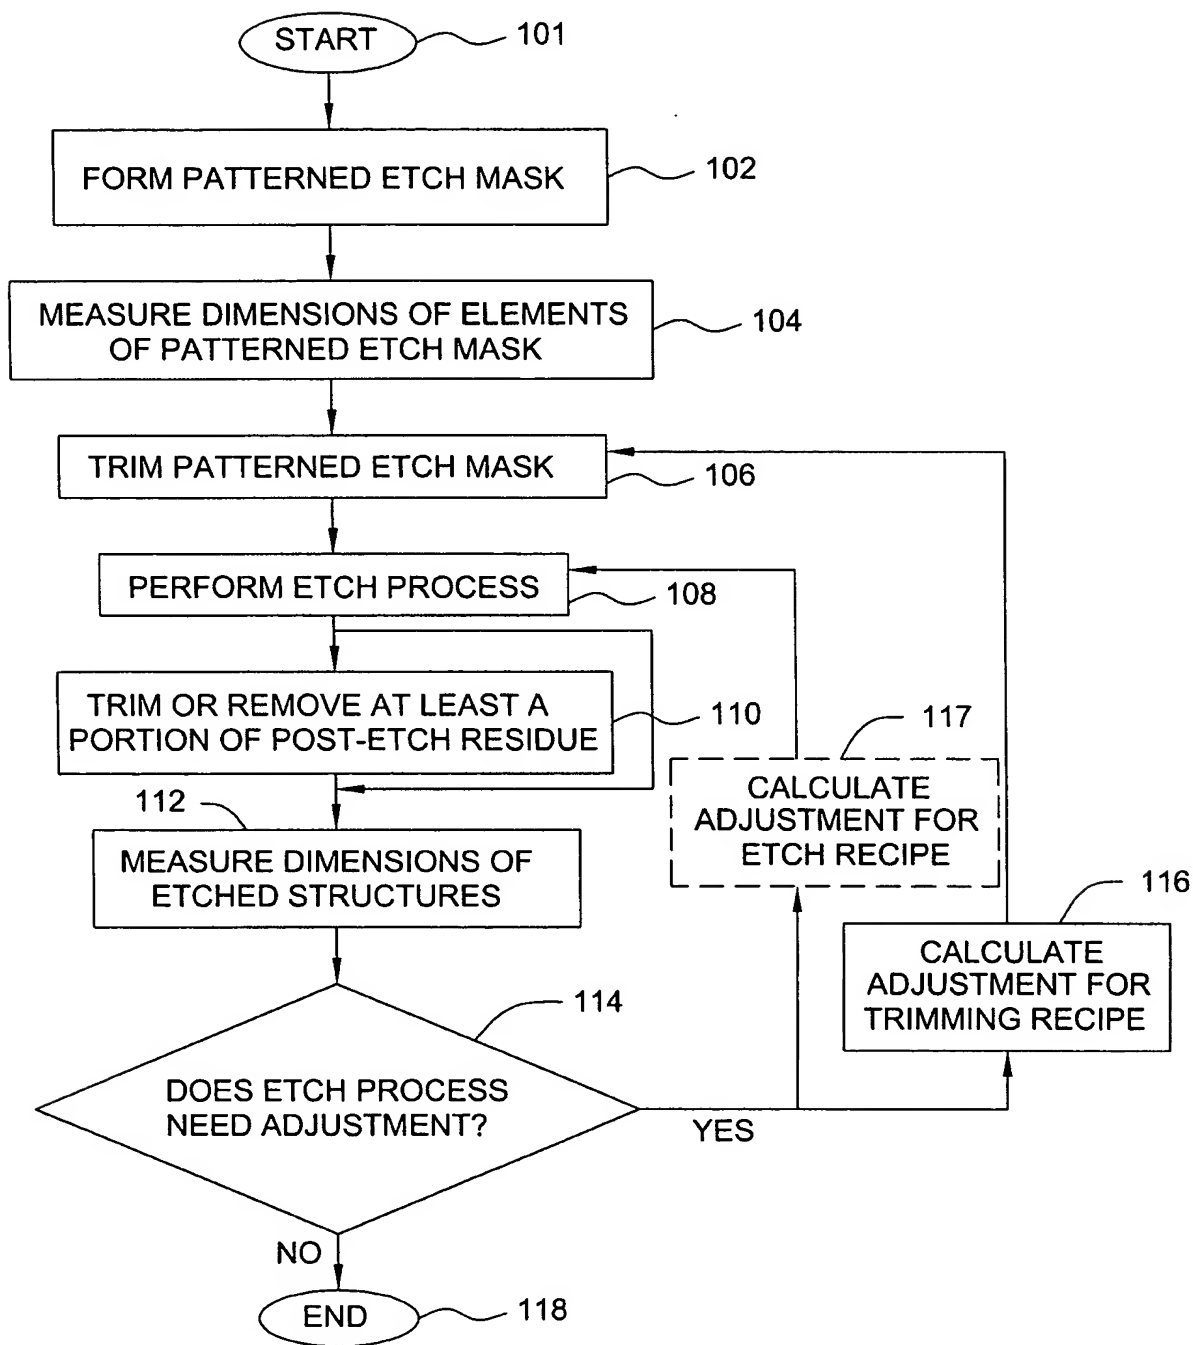 START
101
FORM PATTERNED ETCH MASK
102
MEASURE DIMENSIONS OF ELEMENTS
OF PATTERNED ETCH MASK
104
TRIM PATTERNED ETCH MASK
106
PERFORM ETCH PROCESS
108
TRIM OR REMOVE AT LEAST A
PORTION OF POST-ETCH RESIDUE
110
117
CALCULATE
ADJUSTMENT FOR
ETCH RECIPE
112
MEASURE DIMENSIONS OF
ETCHED STRUCTURES
116
CALCULATE
ADJUSTMENT FOR
TRIMMING RECIPE
114
DOES ETCH PROCESS
NEED ADJUSTMENT?
YES
NO
END
118